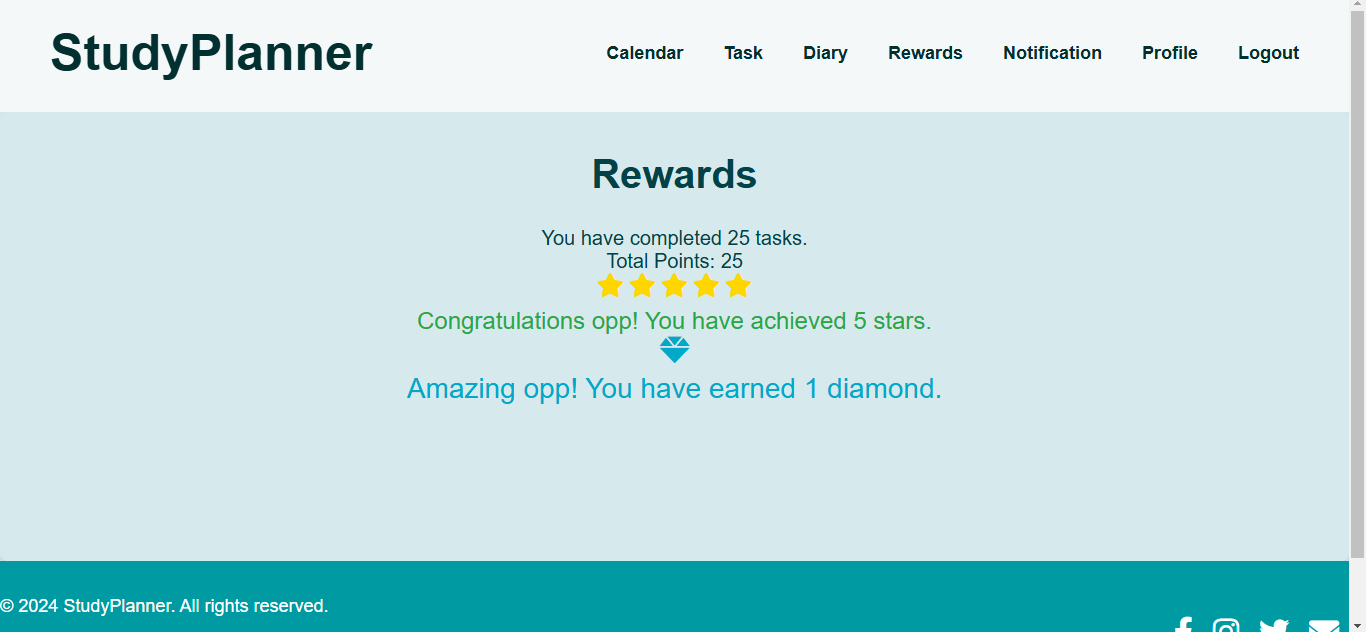 StudyPlanner
Calendar Task Diary Rewards Notification Profile Logout
Rewards
You have completed 25 tasks.
Total Points: 25
Congratulations opp! You have achieved 5 stars.
Amazing opp! You have earned 1 diamond.
© 2024 StudyPlanner. All rights reserved.